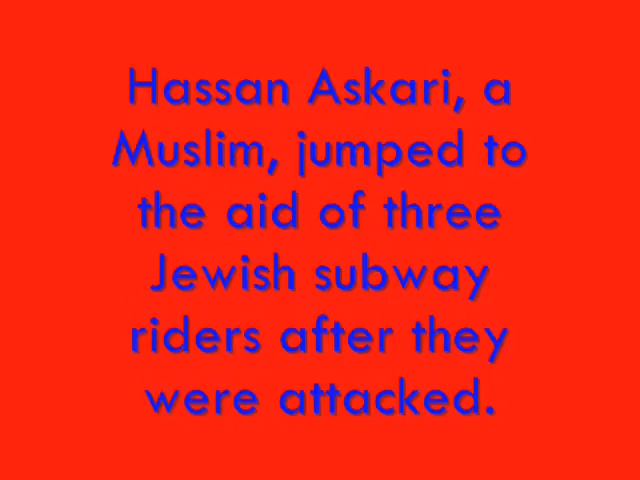 Hassan Askari, a
Muslim, jumped to
the aid of three
Jewish subway
riders after they
were attacked.